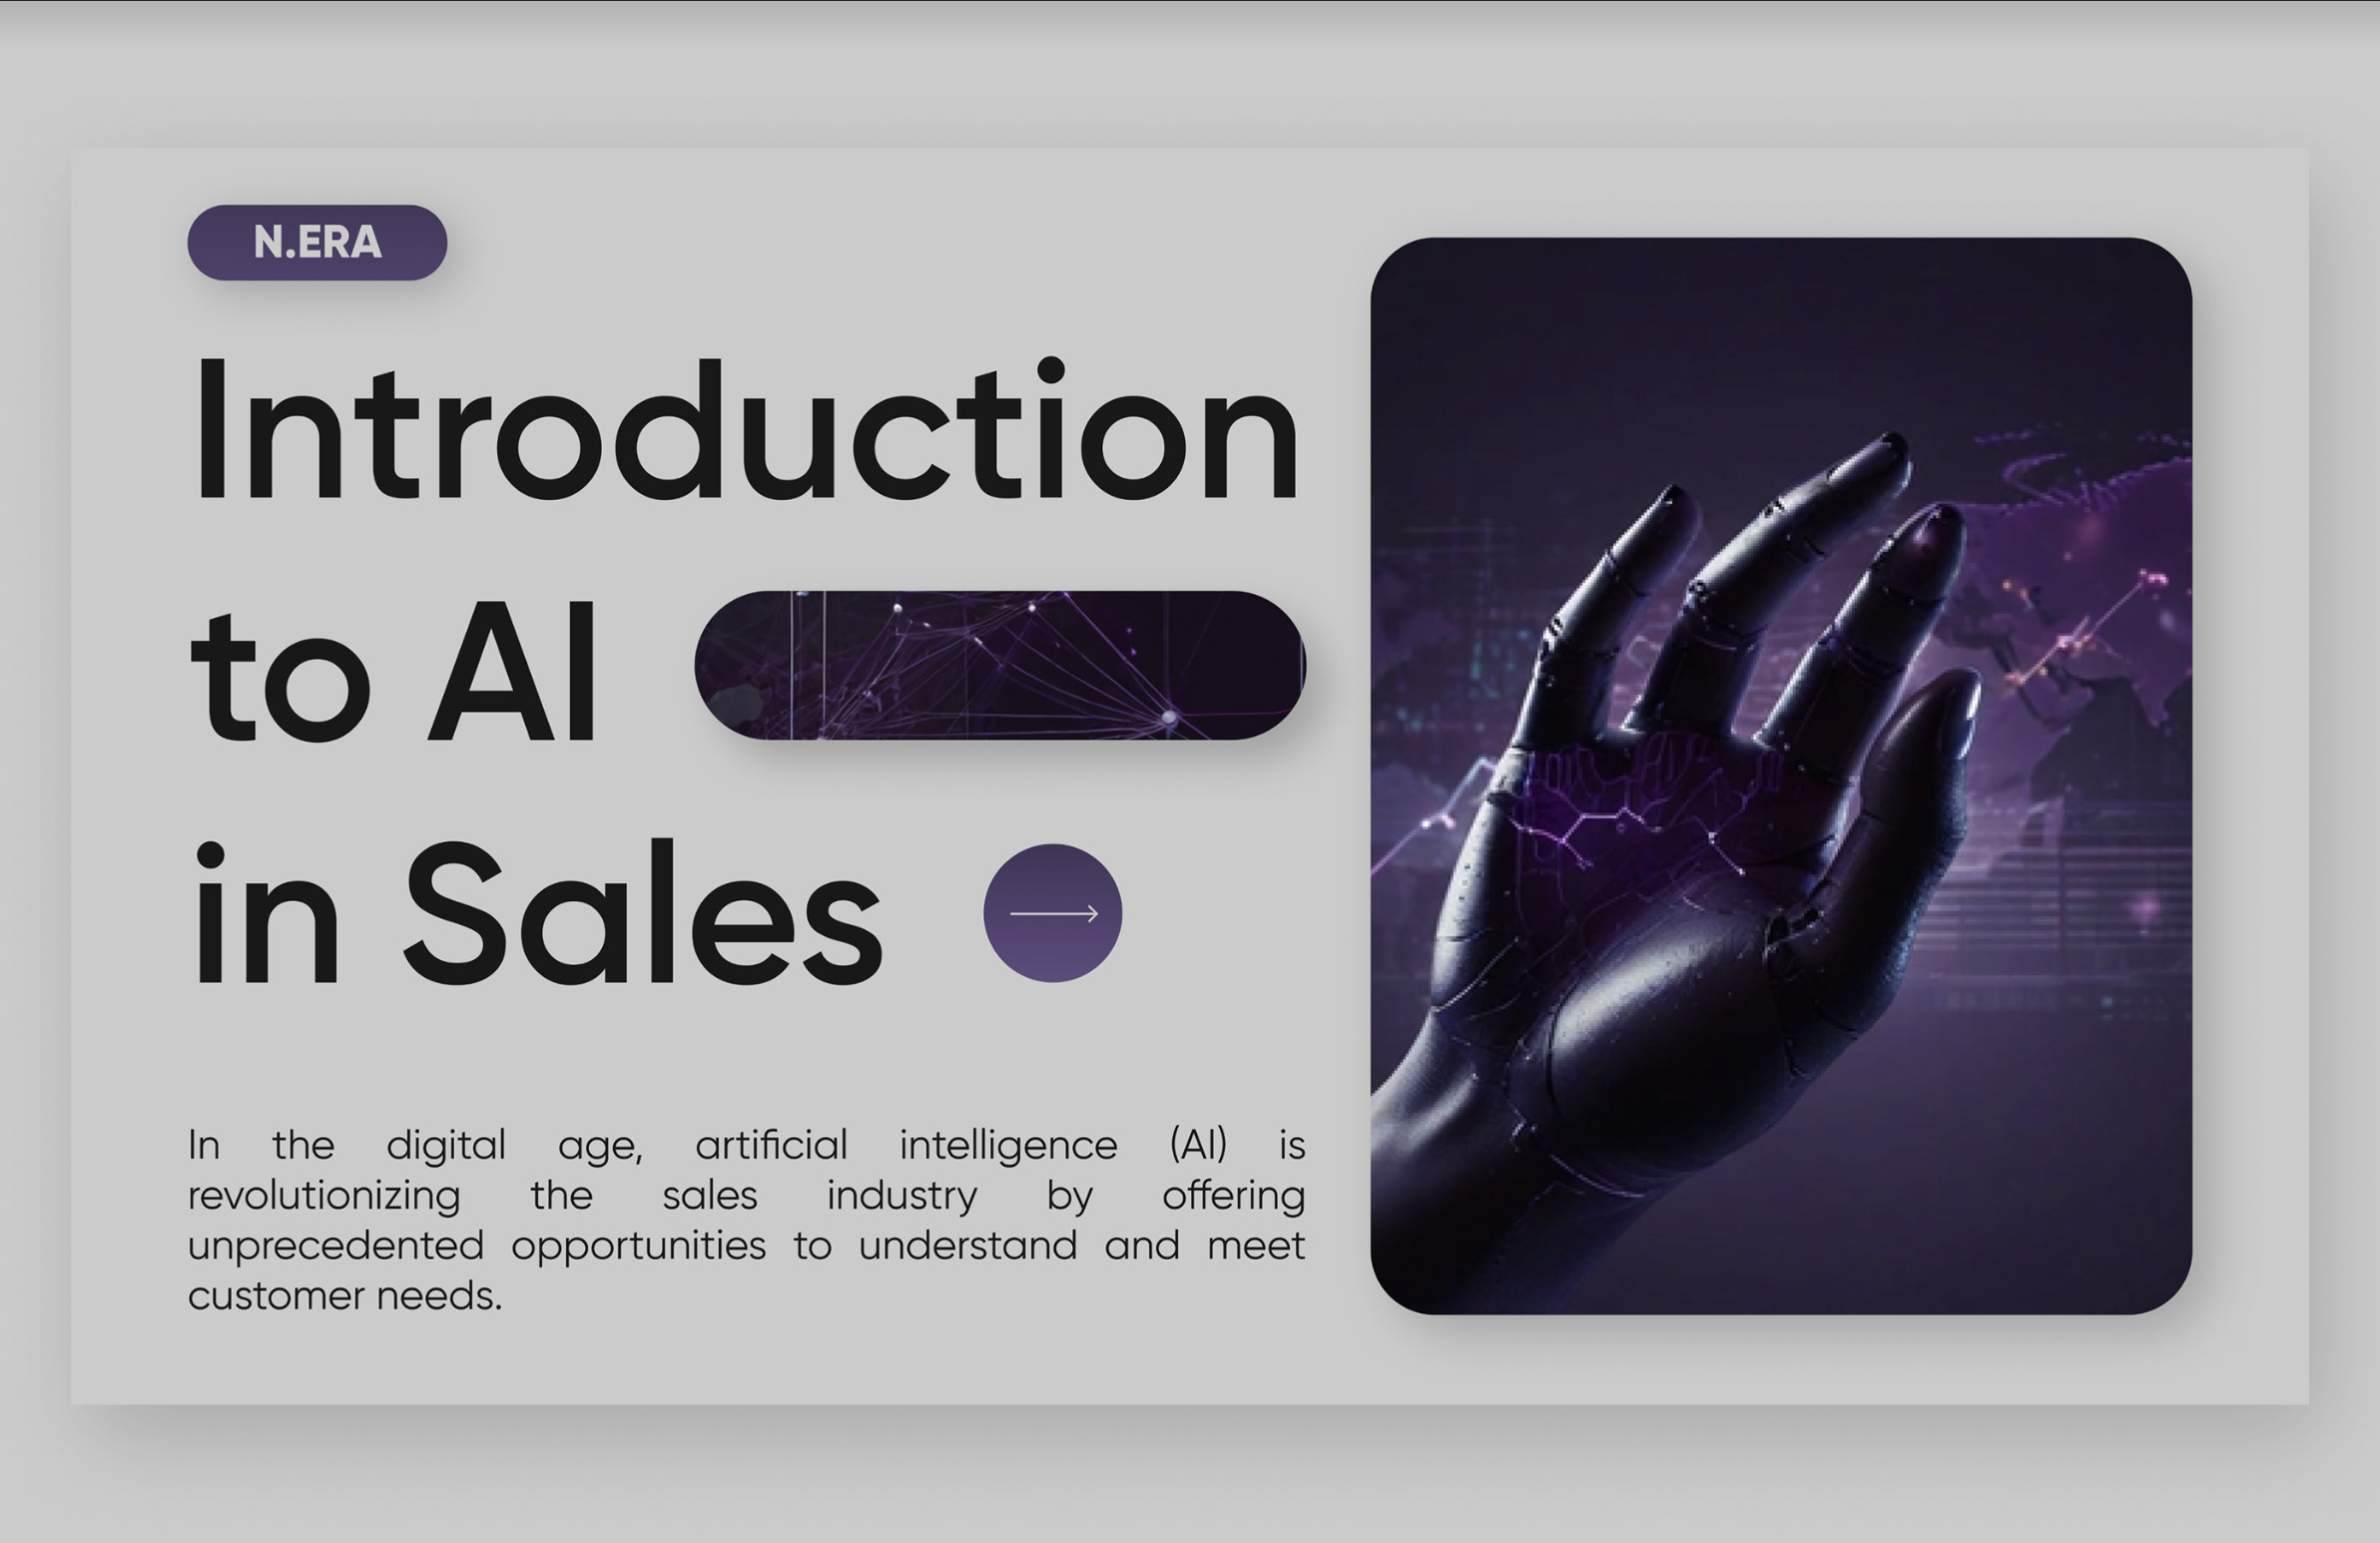 N.ERA
Introduction
to AI
in Sales
In the digital age, artificial intelligence (AI) is
revolutionizing the sales industry by offering
unprecedented opportunities to understand and meet
customer needs.